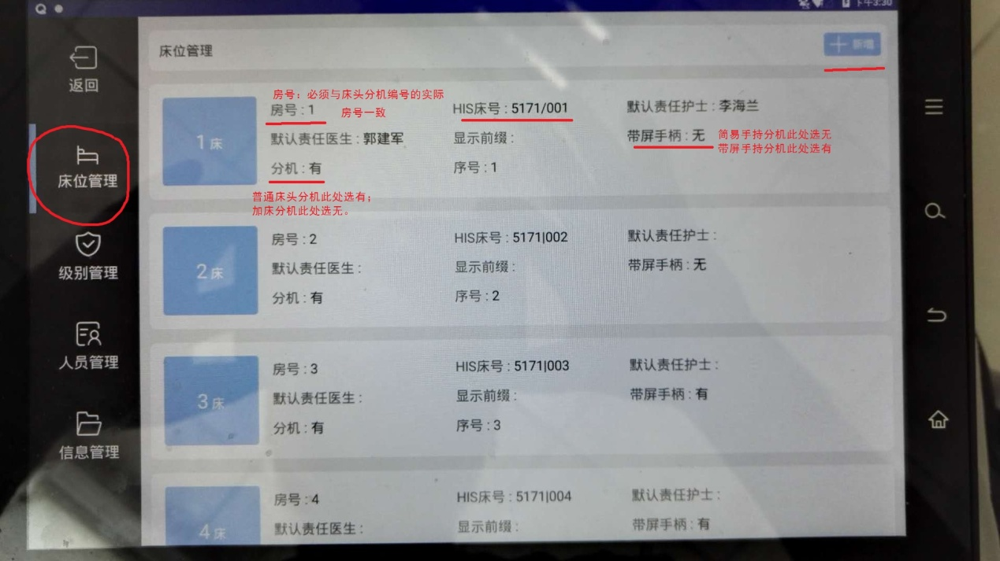 下午3:30
返回
床位管理
级别管理
人员管理
信息管理
床位管理
新增
房号：必须与床头分机编号的实际
房号一致
1床
房号：1
HIS床号：5171/001
默认责任护士：李海兰
默认责任医生：郭建军
显示前缀：
带屏手柄：无
简易手持分机此处选无
带屏手持分机此处选有
分机：有
序号：1
普通床头分机此处选有；
加床分机此处选无。
2床
房号：2
HIS床号：5171|002
默认责任护士：
默认责任医生：
显示前缀：
带屏手柄：无
分机：有
序号：2
3床
房号：3
HIS床号：5171|003
默认责任护士：
默认责任医生：
显示前缀：
带屏手柄：有
分机：有
序号：3
4床
房号：4
HIS床号：5171|004
默认责任护士：
默认责任医生：
显示前缀：
带屏手柄：有